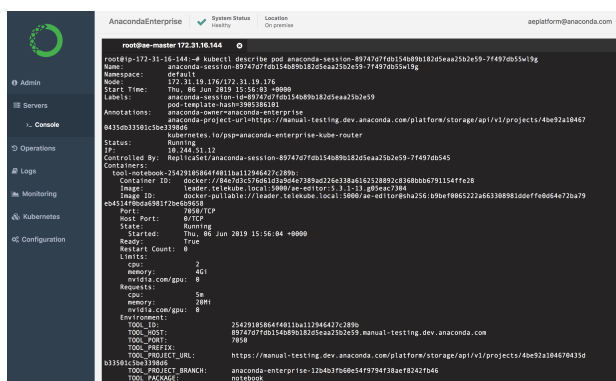 AnacondaEnterprise
System Status
Healthy
Location
On premise
aeplatform@anaconda.com
Admin
Servers
Console
Operations
Logs
Monitoring
Kubernetes
Configuration
root@ae-master 172.31.16.144
root@ip-172-31-16-144:~# kubectl describe pod anaconda-session-89747d7fdb154b89b182d5eaa25b2e59-7f497db55wl9g
Name: anaconda-session-89747d7fdb154b89b182d5eaa25b2e59-7f497db55wl9g
Namespace: default
Node: 172.31.19.176/172.31.19.176
Start Time: Thu, 06 Jun 2019 15:56:03 +0000
Labels: anaconda-session-id=89747d7fdb154b89b182d5eaa25b2e59
pod-template-hash=3905386101
Annotations: anaconda-owner=anaconda-enterprise
anaconda-project-url=https://manual-testing.dev.anaconda.com/platform/storage/api/v1/projects/4be92a10467
0435db33501c5be3398d6
kubernetes.io/psp=anaconda-enterprise-kube-router
Status: Running
IP: 10.244.51.12
Controlled By: ReplicaSet/anaconda-session-89747d7fdb154b89b182d5eaa25b2e59-7f497db545
Containers:
tool-notebook-25429105864f4011ba112946427c289b:
Container ID: docker://84e7d3c576d61d3a9d4e7389ad226e338a6162528892c8368bbb6791154ffe28
Image: leader.telekube.local:5000/ae-editor:5.3.1-13.g05eac7304
Image ID: docker-pullable://leader.telekube.local:5000/ae-editor@sha256:b9bef0065222a663308981ddeffe0d64e72ba79
eb4514f0bda6981f2be6b9658
Port: 7050/TCP
Host Port: 0/TCP
State: Running
Started: Thu, 06 Jun 2019 15:56:04 +0000
Ready: True
Restart Count: 0
Limits:
cpu: 2
memory: 4Gi
nvidia.com/gpu: 0
Requests:
cpu: 5m
memory: 20Mi
nvidia.com/gpu: 0
Environment:
TOOL_ID: 25429105864f4011ba112946427c289b
TOOL_HOST: 89747d7fdb154b89b182d5eaa25b2e59.manual-testing.dev.anaconda.com
TOOL_PORT: 7050
TOOL_PREFIX:
TOOL_PROJECT_URL: https://manual-testing.dev.anaconda.com/platform/storage/api/v1/projects/4be92a104670435d
b33501c5be3398d6
TOOL_PROJECT_BRANCH: anaconda-enterprise-12b4b3fb60e54f9794f38aef8242fb46
TOOL_PACKAGE: notebook